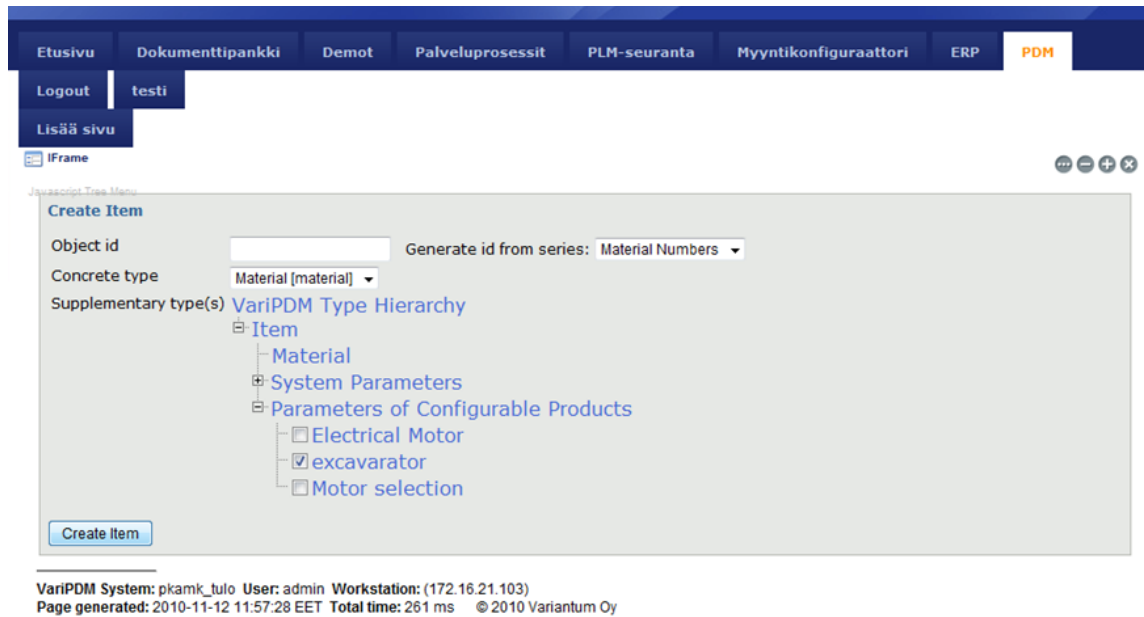 Etusivu Dokumenttipankki Demot Palveluprosessit PLM-seuranta Myyntikonfiguraattori ERP PDM
Logout testi
Lisää sivu
IFrame
Javascript Tree Menu
Create Item
Object id Generate id from series: Material Numbers
Concrete type Material [material]
Supplementary type(s) VariPDM Type Hierarchy
Item
Material
System Parameters
Parameters of Configurable Products
Electrical Motor
excavarator
Motor selection
Create Item
VariPDM System: pkamk_tulo User: admin Workstation: (172.16.21.103)
Page generated: 2010-11-12 11:57:28 EET Total time: 261 ms © 2010 Variantum Oy